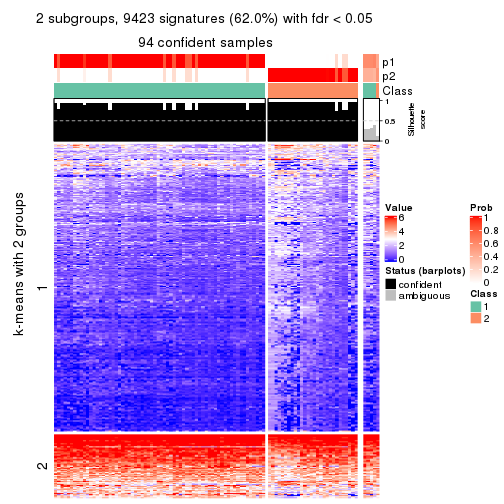 2 subgroups, 9423 signatures (62.0%) with fdr < 0.05
94 confident samples
p1
p2
Class
1
0.5
0
Silhouette
score
k-means with 2 groups
1
2
Value
6
4
2
0
Status (barplots)
confident
ambiguous
Prob
1
0.8
0.6
0.4
0.2
0
Class
1
2